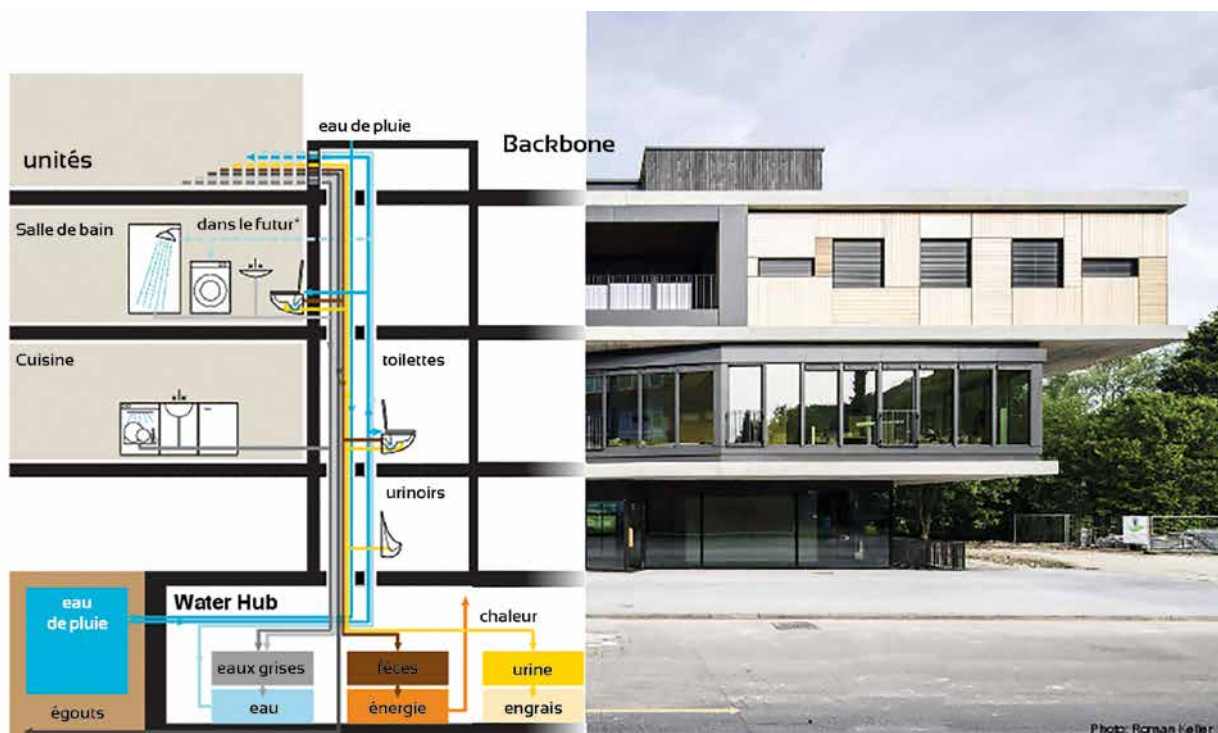 eau de pluie
Backbone
unités
Salle de bain
dans le futur*
Cuisine
toilettes
urinoirs
eau
de pluie
Water Hub
chaleur
eaux grises
fèces
urine
eau
énergie
engrais
égouts
Photo: Roman Keller